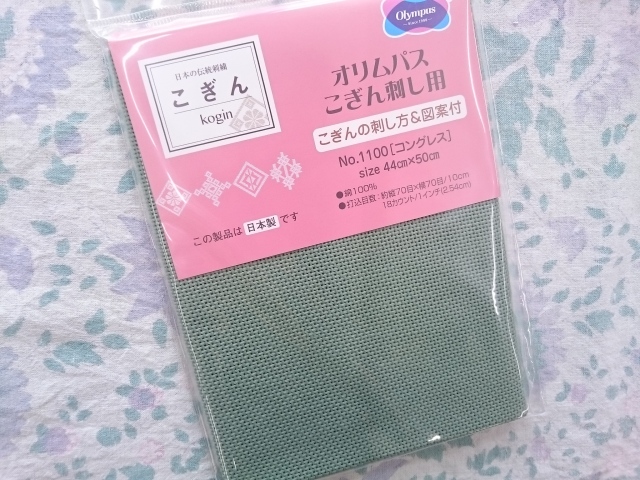 Olympus
日本の伝統刺繍
こぎん
kogin
オリムパス
こぎん刺し用
こぎんの刺し方&図案付
No.1100[コングレス]
size 44cm×50cm
●綿100%
●打込目数:約縦70目×横70目/10cm
18カウント/1インチ(2.54cm)
この製品は 日本製 です